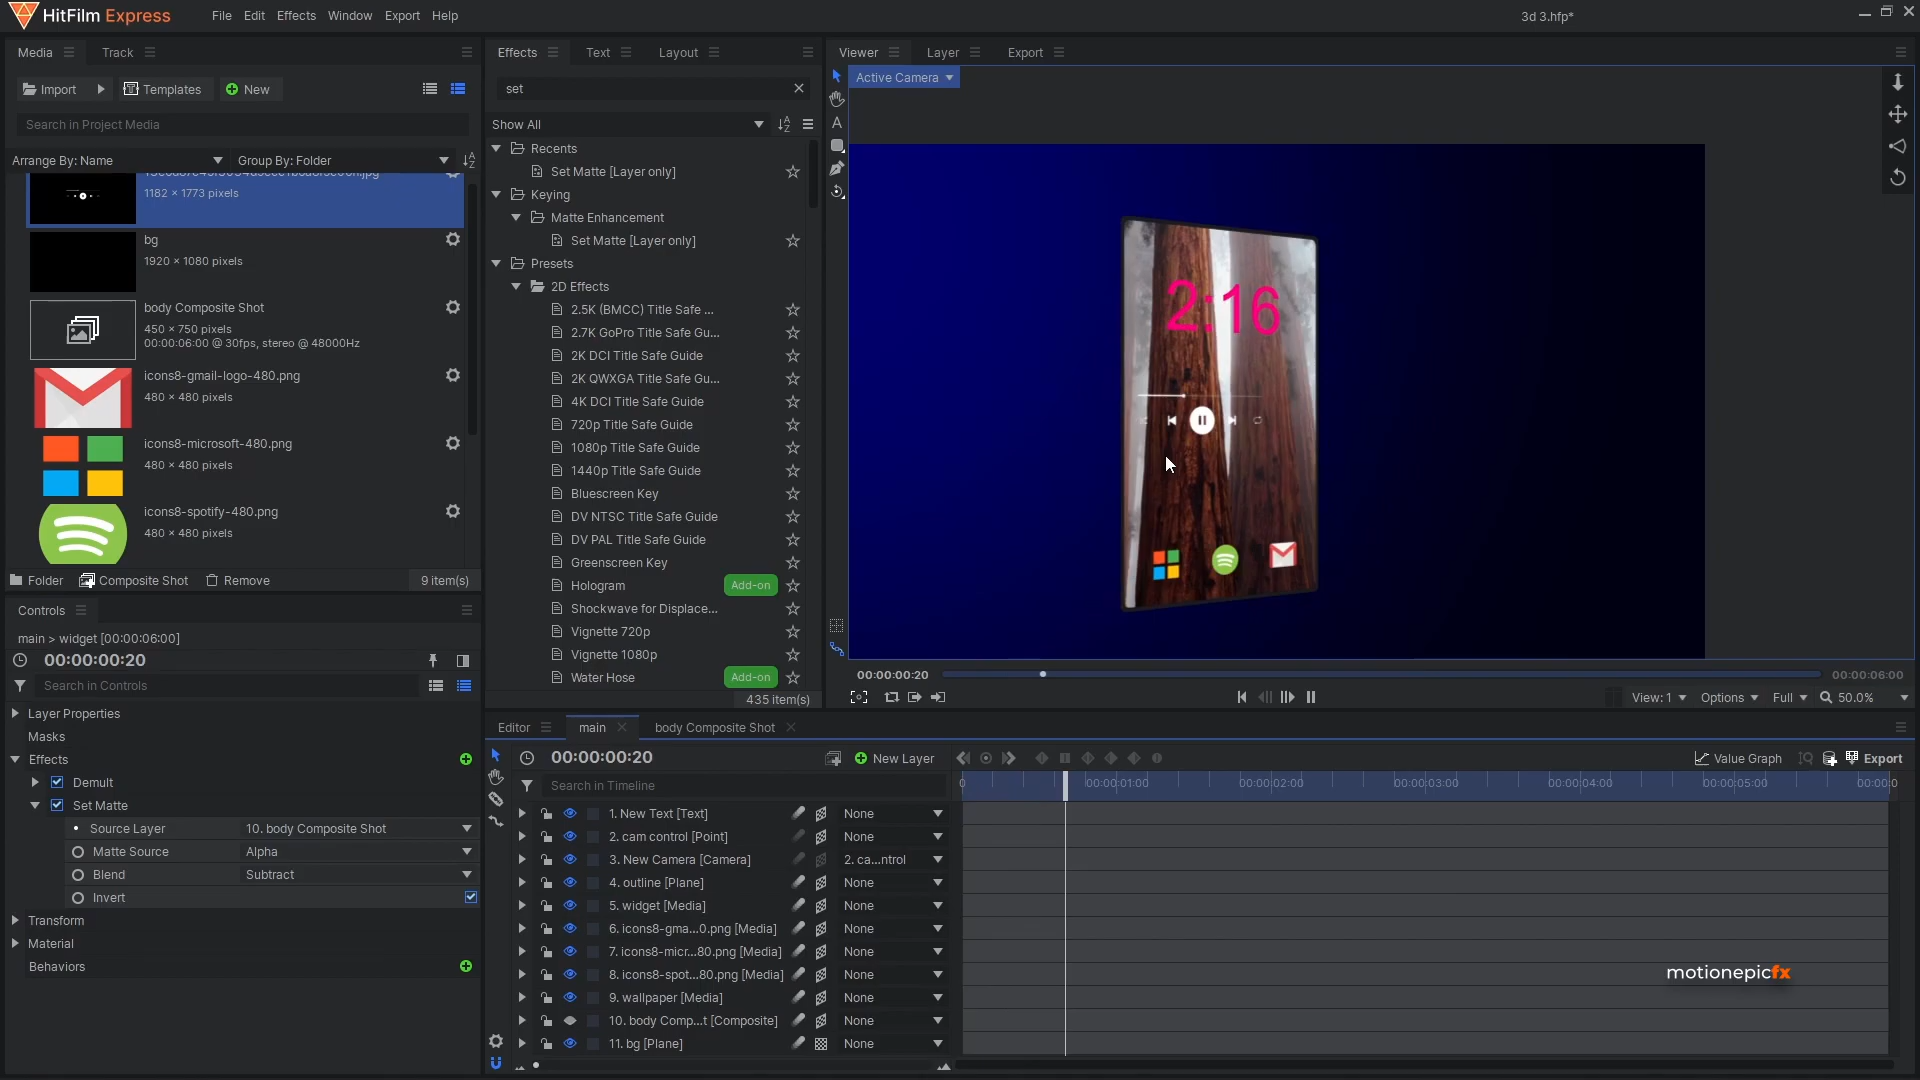 HitFilm Express
File Edit Effects Window Export Help
3d 3.hfp*
Media Track
Effects Text Layout
Viewer Layer Export
Import Templates New
Search in Project Media
Arrange By: Name Group By: Folder
1182 × 1773 pixels
bg
1920 × 1080 pixels
body Composite Shot
450 × 750 pixels
00:00:06:00 @ 30fps, stereo @ 48000Hz
icons8-gmail-logo-480.png
480 × 480 pixels
icons8-microsoft-480.png
480 × 480 pixels
icons8-spotify-480.png
480 × 480 pixels
Folder Composite Shot Remove 9 item(s)
Controls
main > widget [00:00:06:00]
00:00:00:20
Search in Controls
Layer Properties
Masks
Effects
Demult
Set Matte
Source Layer 10. body Composite Shot
Matte Source Alpha
Blend Subtract
Invert
Transform
Material
Behaviors
set
Show All
Recents
Set Matte [Layer only]
Keying
Matte Enhancement
Set Matte [Layer only]
Presets
2D Effects
2.5K (BMCC) Title Safe ...
2.7K GoPro Title Safe Gu...
2K DCI Title Safe Guide
2K QWXGA Title Safe Gu...
4K DCI Title Safe Guide
720p Title Safe Guide
1080p Title Safe Guide
1440p Title Safe Guide
Bluescreen Key
DV NTSC Title Safe Guide
DV PAL Title Safe Guide
Greenscreen Key
Hologram Add-on
Shockwave for Displace...
Vignette 720p
Vignette 1080p
Water Hose Add-on
435 item(s)
Active Camera
A
2:16
00:00:00:20 00:00:06:00
View: 1 Options Full 50.0%
Editor main body Composite Shot
00:00:00:20 New Layer Value Graph Export
Search in Timeline
0 00:00:01:00 00:00:02:00 00:00:03:00 00:00:04:00 00:00:05:00 00:00:0
1. New Text [Text] None
2. cam control [Point] None
3. New Camera [Camera] 2. ca...ntrol
4. outline [Plane] None
5. widget [Media] None
6. icons8-gma...0.png [Media] None
7. icons8-micr...80.png [Media] None
8. icons8-spot...80.png [Media] None
9. wallpaper [Media] None
10. body Comp...t [Composite] None
11. bg [Plane] None
motionepicfx